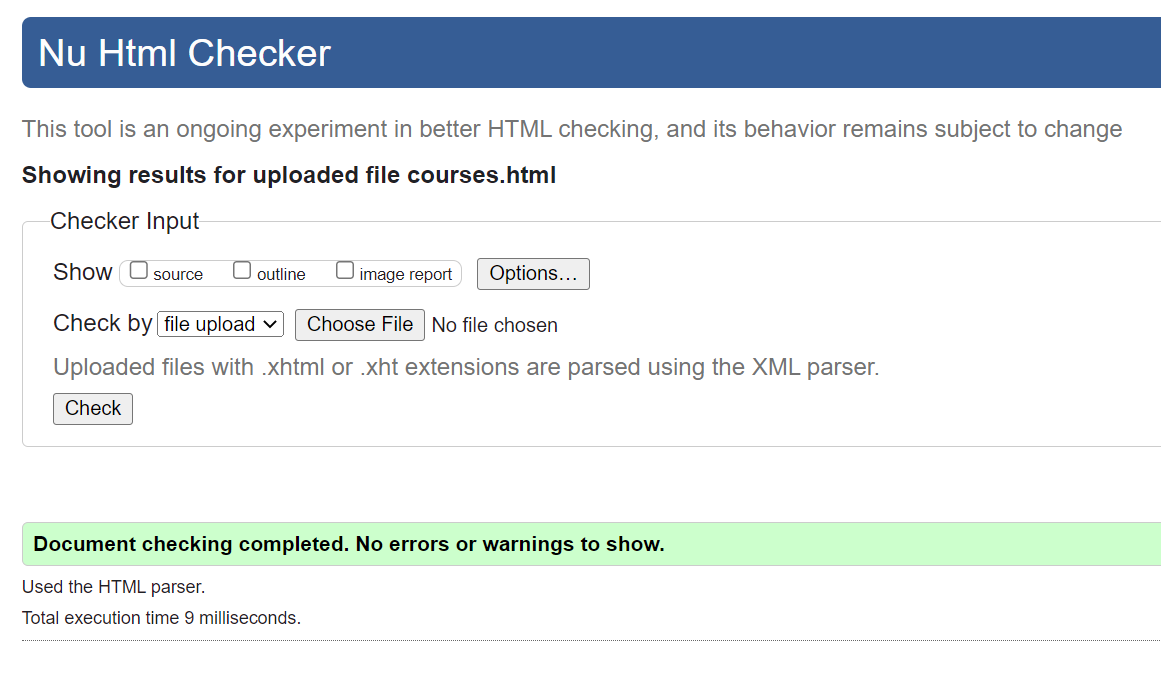 Nu Html Checker
This tool is an ongoing experiment in better HTML checking, and its behavior remains subject to change
Showing results for uploaded file courses.html
Checker Input
Show source outline image report Options...
Check by file upload Choose File No file chosen
Uploaded files with .xhtml or .xht extensions are parsed using the XML parser.
Check
Document checking completed. No errors or warnings to show.
Used the HTML parser.
Total execution time 9 milliseconds.